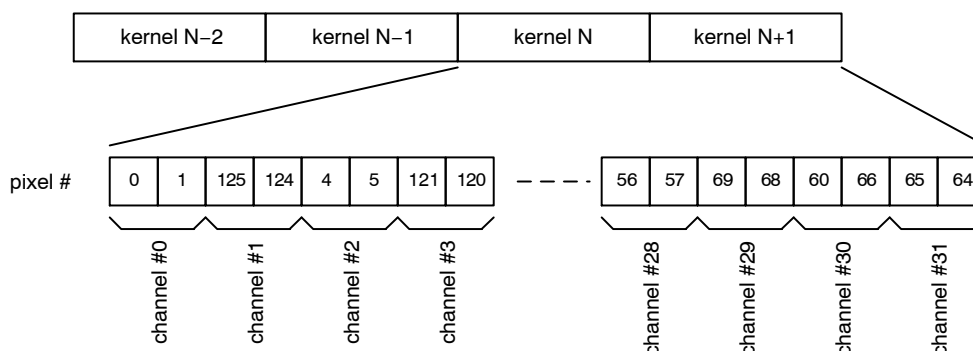 kernel N−2 kernel N−1 kernel N kernel N+1
pixel # 0 1 125 124 4 5 121 120 56 57 69 68 60 66 65 64
channel #0 channel #1 channel #2 channel #3 channel #28 channel #29 channel #30 channel #31